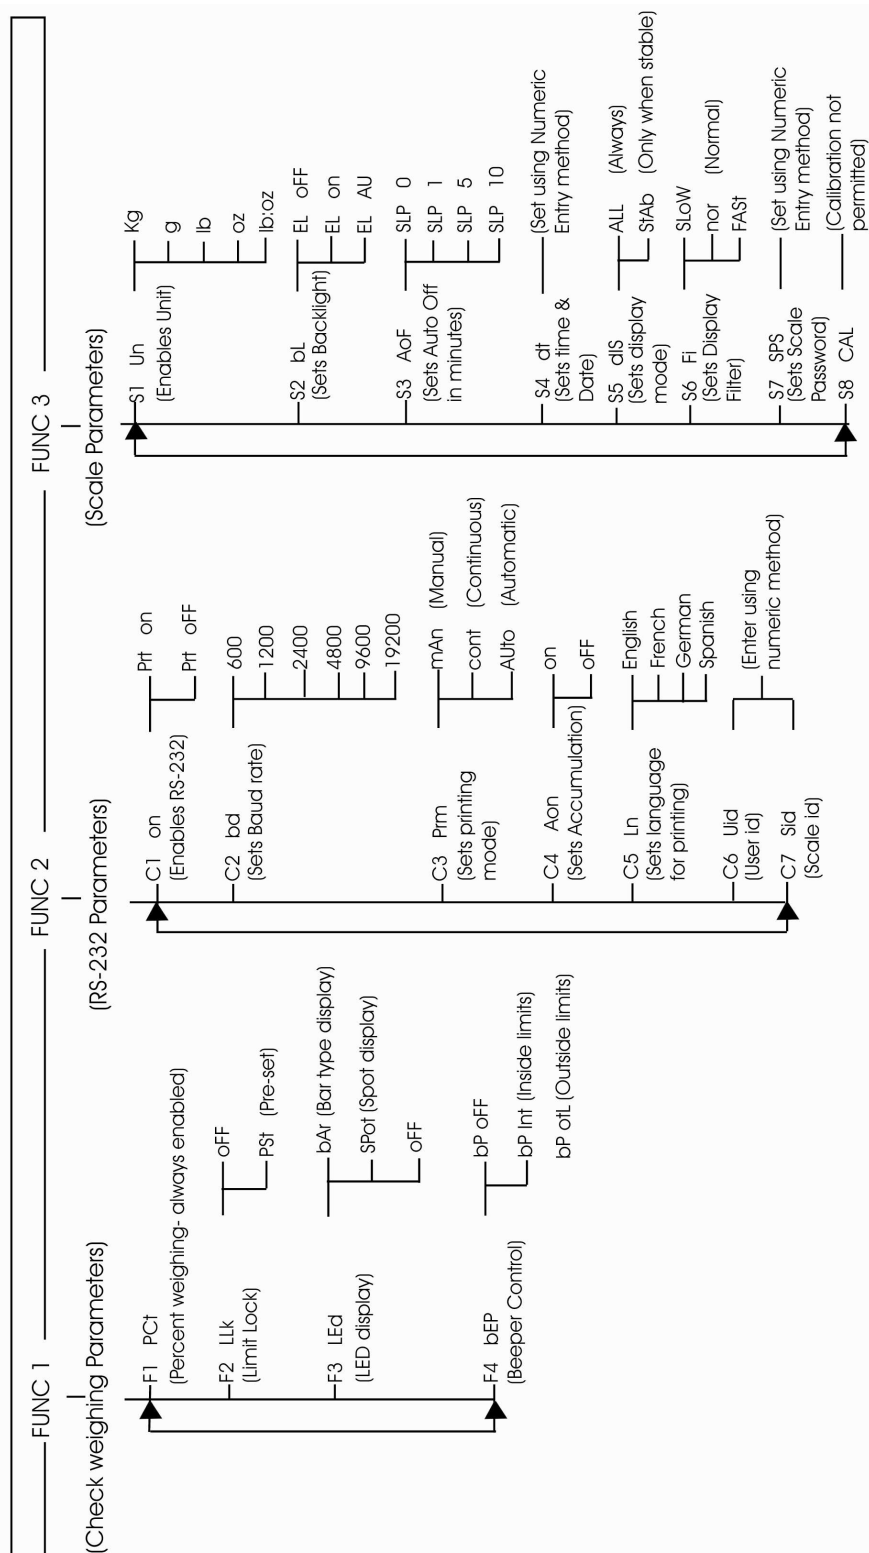 FUNC 1
(Check weighing Parameters)
F1 PCt
(Percent weighing- always enabled)
F2 LLk
(Limit Lock)
oFF
PSt (Pre-set)
F3 LEd
(LED display)
bAr (Bar type display)
SPot (Spot display)
oFF
F4 bEP
(Beeper Control)
bP oFF
bP Int (Inside limits)
bP otL (Outside limits)
FUNC 2
(RS-232 Parameters)
C1 on
(Enables RS-232)
Prt on
Prt oFF
C2 bd
(Sets Baud rate)
600
1200
2400
4800
9600
19200
C3 Prm
(Sets printing
mode)
mAn (Manual)
cont (Continuous)
AUto (Automatic)
C4 Aon
(Sets Accumulation)
on
oFF
C5 Ln
(Sets language
for printing)
English
French
German
Spanish
C6 Uid
(User id)
C7 Sid
(Scale id)
(Enter using
numeric method)
FUNC 3
(Scale Parameters)
S1 Un
(Enables Unit)
Kg
g
lb
oz
lb:oz
S2 bL
(Sets Backlight)
EL oFF
EL on
EL AU
S3 AoF
(Sets Auto Off
in minutes)
SLP 0
SLP 1
SLP 5
SLP 10
S4 dt
(Sets time &
Date)
(Set using Numeric
Entry method)
S5 dIS
(Sets display
mode)
ALL (Always)
StAb (Only when stable)
S6 Fi
(Sets Display
Filter)
SLoW
nor (Normal)
FASt
S7 SPS
(Sets Scale
Password)
(Set using Numeric
Entry method)
S8 CAL
(Calibration not
permitted)